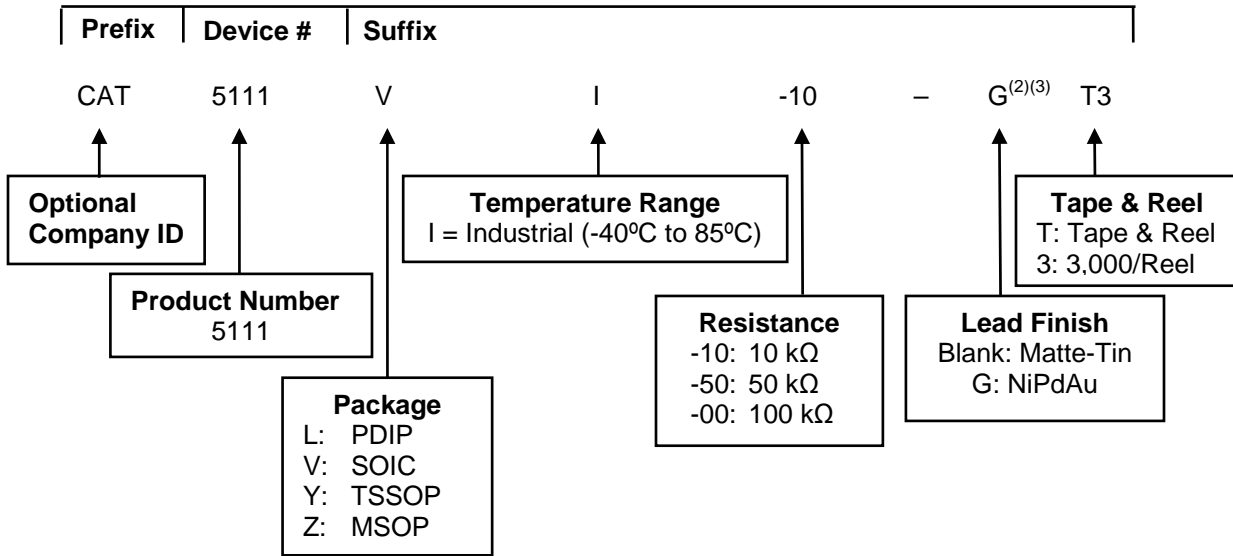 Prefix Device # Suffix
CAT 5111 V I -10 – G(2)(3) T3
Optional
Company ID
Product Number
5111
Package
L: PDIP
V: SOIC
Y: TSSOP
Z: MSOP
Temperature Range
I = Industrial (-40ºC to 85ºC)
Resistance
-10: 10 kΩ
-50: 50 kΩ
-00: 100 kΩ
Lead Finish
Blank: Matte-Tin
G: NiPdAu
Tape & Reel
T: Tape & Reel
3: 3,000/Reel